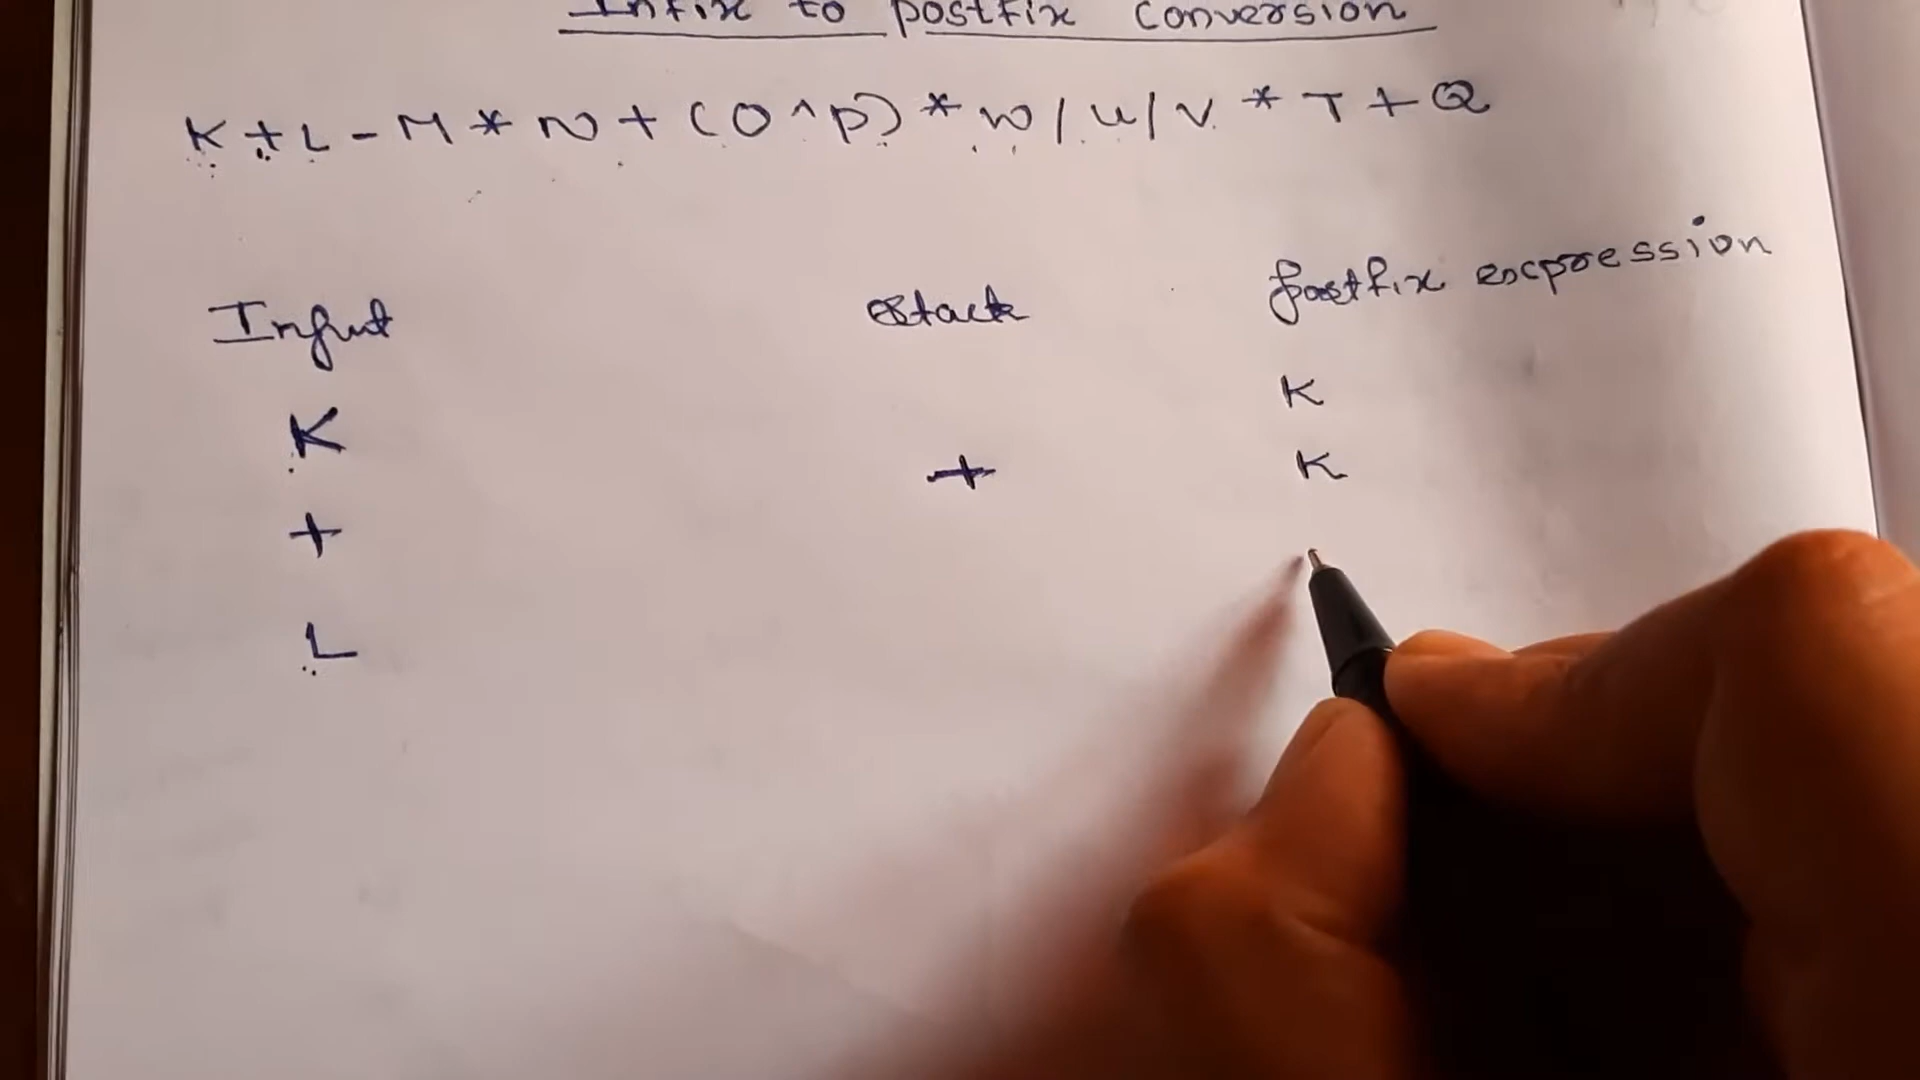 Infix to postfix conversion
K + L - M * N + (O ^ P) * W / U / V * T + Q
Input Stack Postfix expression
K K
+ + K
L